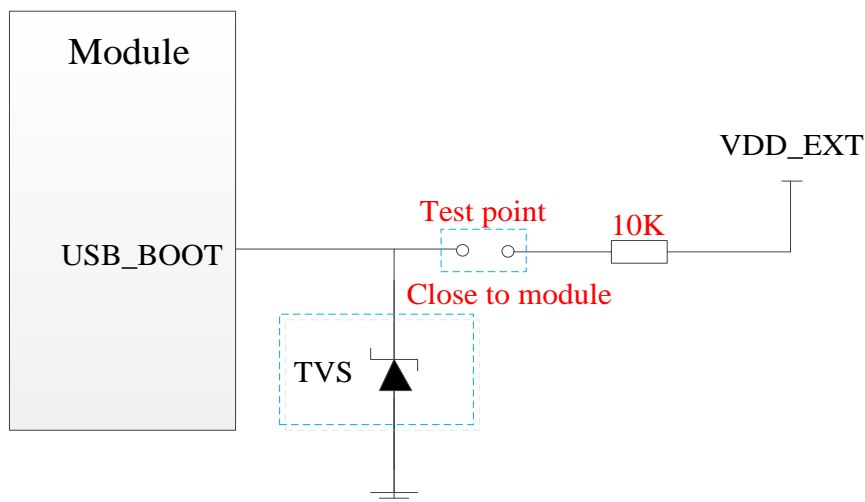 Module
VDD_EXT
Test point
10K
USB_BOOT
Close to module
TVS